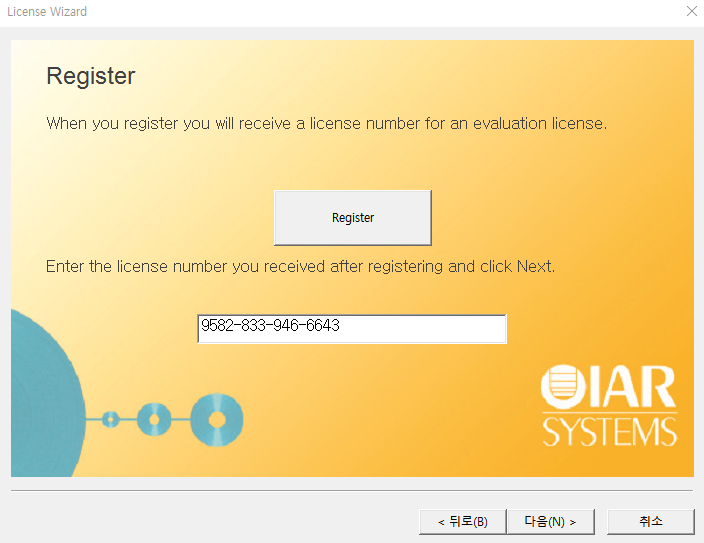 License Wizard
Register
When you register you will receive a license number for an evaluation license.
Register
Enter the license number you received after registering and click Next.
9582-833-946-6643
IAR
SYSTEMS
< 뒤로(B) 다음(N) > 취소